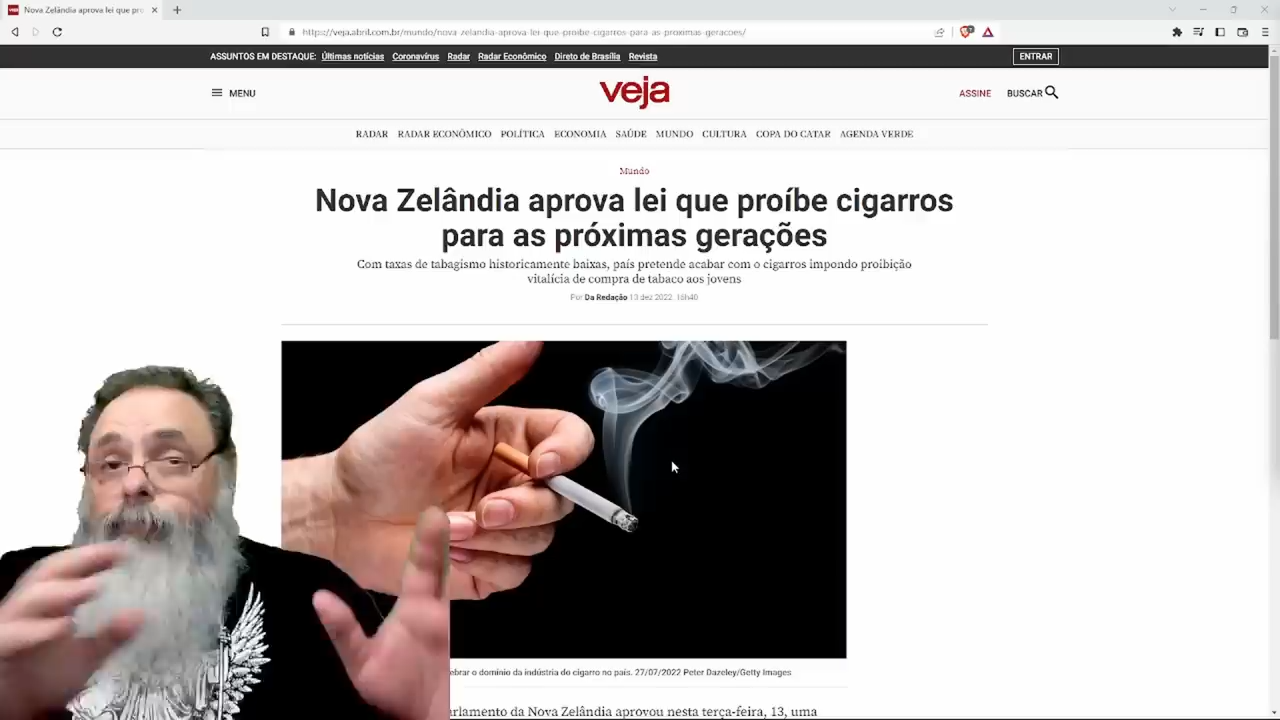 Nova Zelândia aprova lei que pro
https://veja.abril.com.br/mundo/nova-zelandia-aprova-lei-que-proibe-cigarros-para-as-proximas-geracoes/
ASSUNTOS EM DESTAQUE: Últimas notícias Coronavírus Radar Radar Econômico Direto de Brasília Revista
ENTRAR
MENU
veja
ASSINE
BUSCAR
RADAR RADAR ECONÔMICO POLÍTICA ECONOMIA SAÚDE MUNDO CULTURA COPA DO CATAR AGENDA VERDE
Mundo
Nova Zelândia aprova lei que proíbe cigarros
para as próximas gerações
Com taxas de tabagismo historicamente baixas, país pretende acabar com o cigarros impondo proibição
vitalícia de compra de tabaco aos jovens
Por Da Redação 13 dez 2022, 16h40
ebrar o domínio da indústria do cigarro no país. 27/07/2022 Peter Dazeley/Getty Images
arlamento da Nova Zelândia aprovou nesta terça-feira, 13, uma